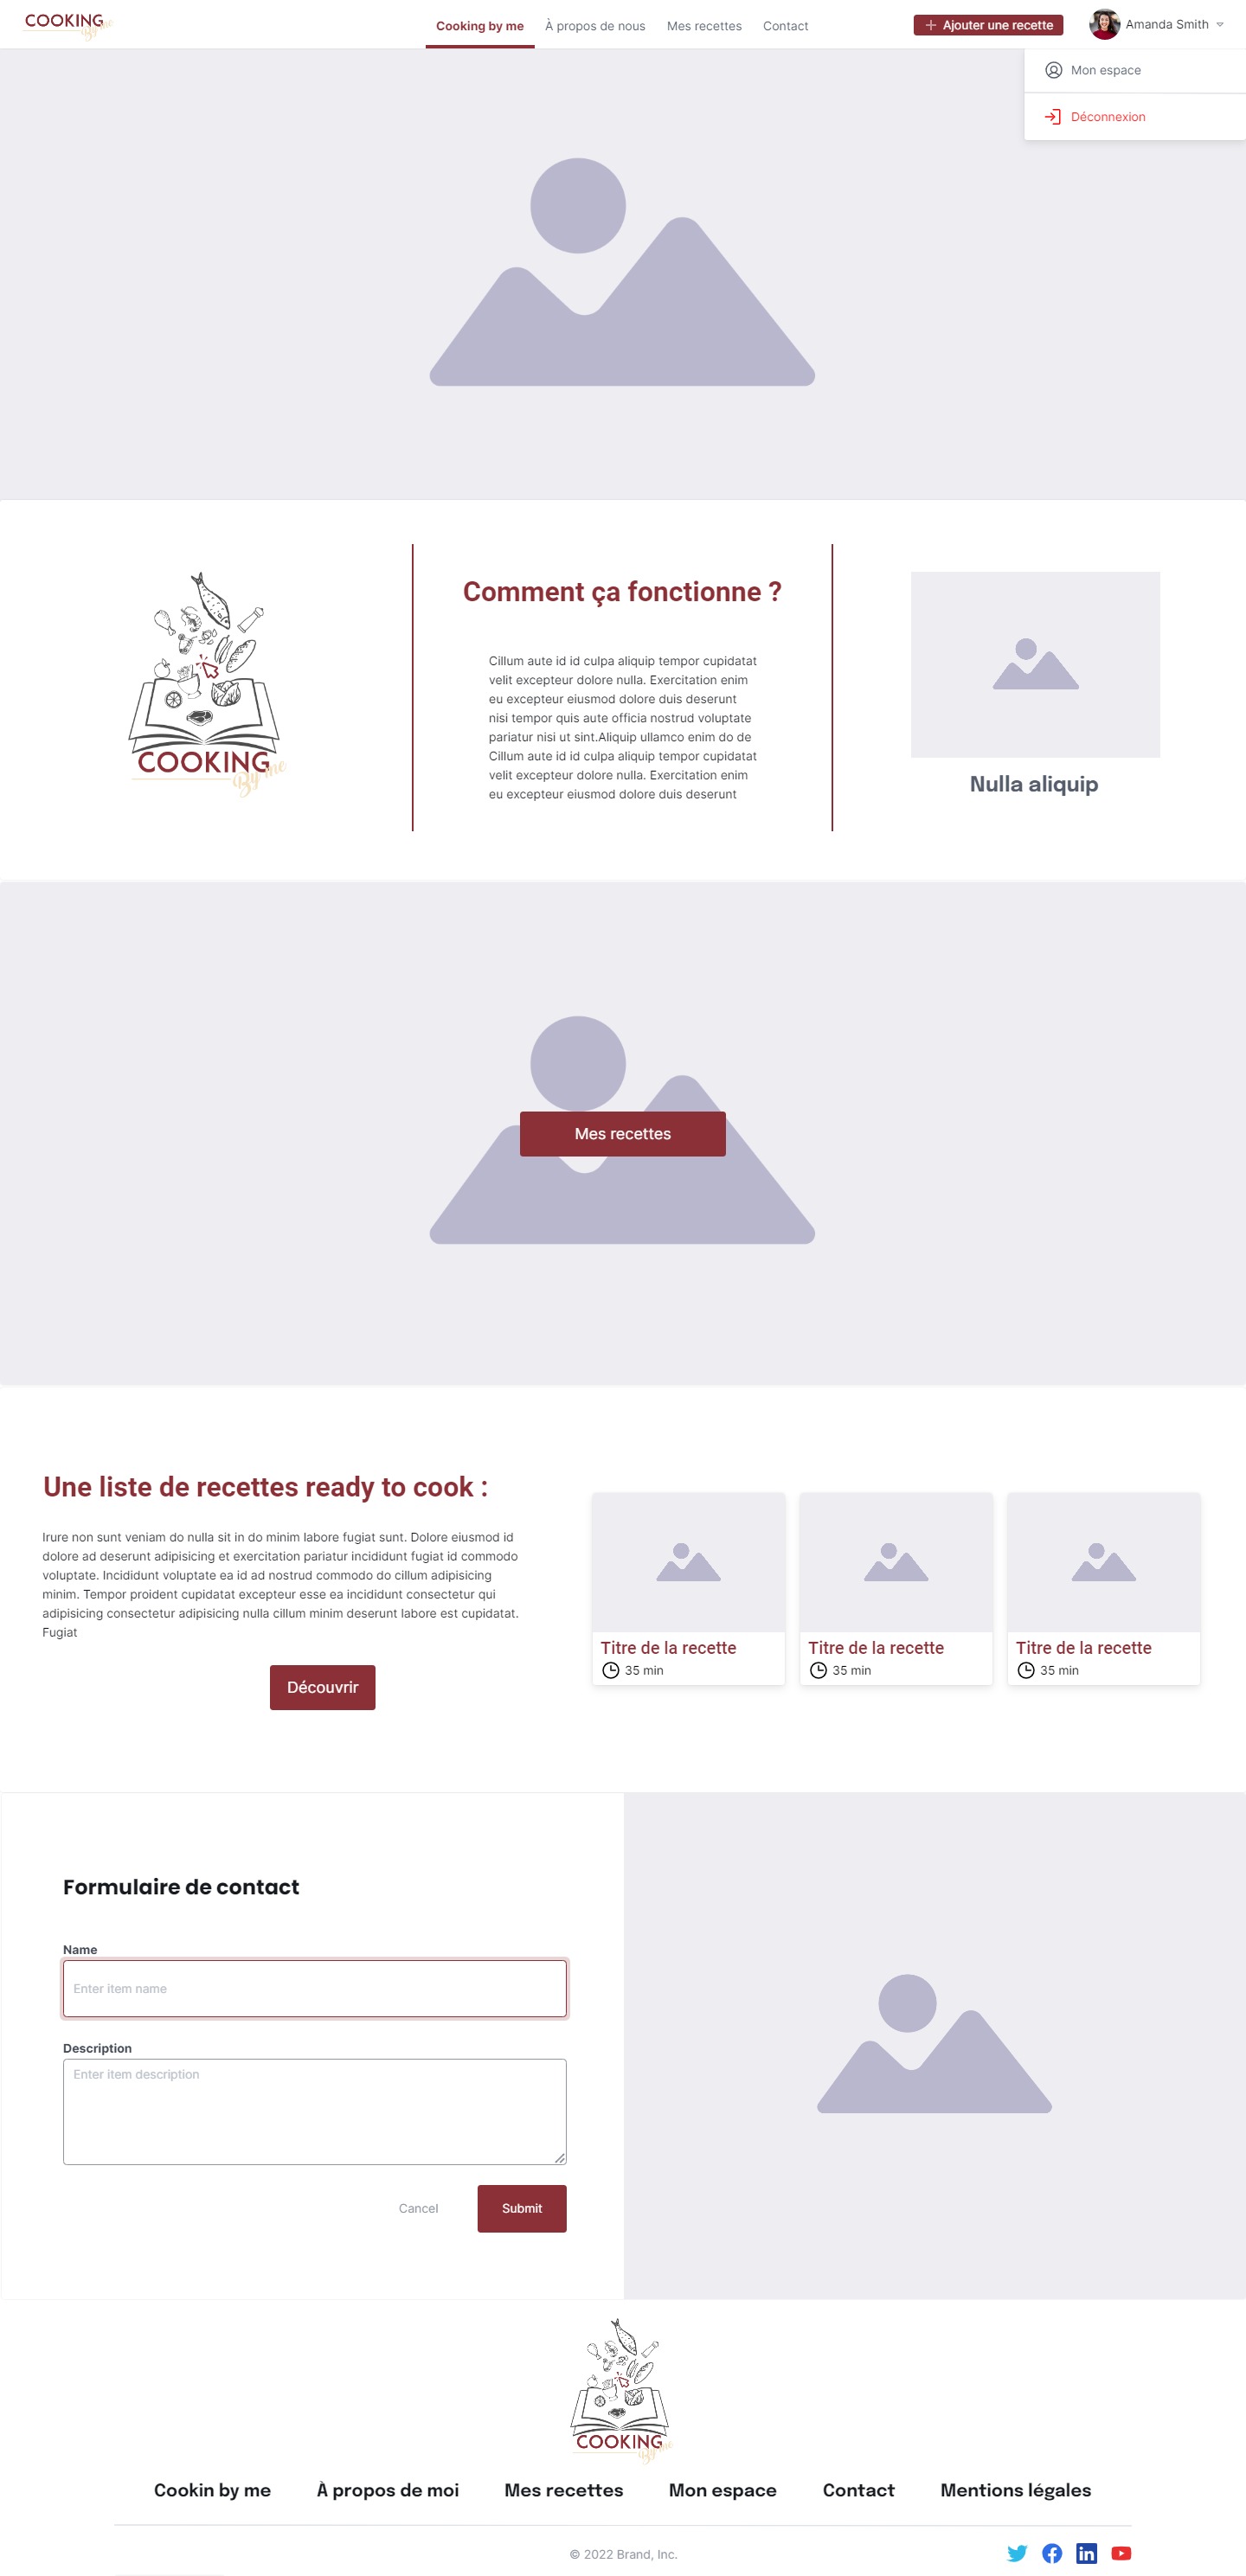 COOKING
By me
Cooking by me
À propos de nous
Mes recettes
Contact
Ajouter une recette
Amanda Smith
Mon espace
Déconnexion
COOKING
By me
Comment ça fonctionne ?
Cillum aute id id culpa aliquip tempor cupidatat
velit excepteur dolore nulla. Exercitation enim
eu excepteur eiusmod dolore duis deserunt
nisi tempor quis aute officia nostrud voluptate
pariatur nisi ut sint.Aliquip ullamco enim do de
Cillum aute id id culpa aliquip tempor cupidatat
velit excepteur dolore nulla. Exercitation enim
eu excepteur eiusmod dolore duis deserunt
Nulla aliquip
Mes recettes
Une liste de recettes ready to cook :
Irure non sunt veniam do nulla sit in do minim labore fugiat sunt. Dolore eiusmod id
dolore ad deserunt adipisicing et exercitation pariatur incididunt fugiat id commodo
voluptate. Incididunt voluptate ea id ad nostrud commodo do cillum adipisicing
minim. Tempor proident cupidatat excepteur esse ea incididunt consectetur qui
adipisicing consectetur adipisicing nulla cillum minim deserunt labore est cupidatat.
Fugiat
Découvrir
Titre de la recette
35 min
Titre de la recette
35 min
Titre de la recette
35 min
Formulaire de contact
Name
Enter item name
Description
Enter item description
Cancel
Submit
COOKING
By me
Cookin by me
À propos de moi
Mes recettes
Mon espace
Contact
Mentions légales
© 2022 Brand, Inc.